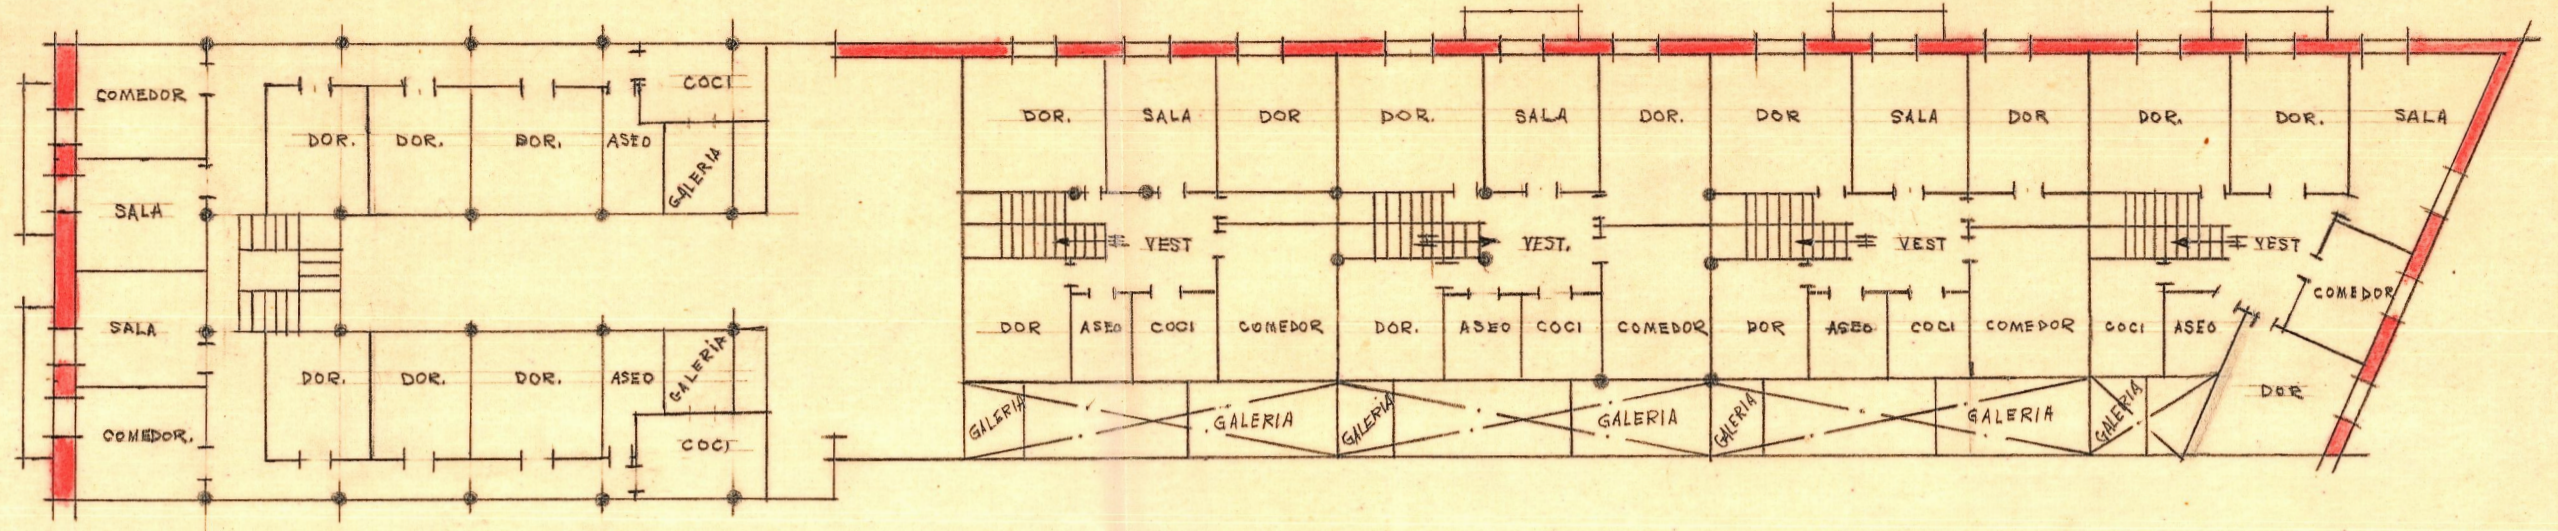 COMEDOR
DOR. DOR. DOR. ASEO
COCI
GALERIA
SALA
SALA
DOR. DOR. DOR. ASEO
GALERIA
COMEDOR.
COCI
DOR. SALA DOR DOR. SALA DOR. DOR SALA DOR DOR. DOR. SALA
VEST VEST. VEST VEST
COMEDOR
DOR ASEO COCI COMEDOR DOR. ASEO COCI COMEDOR DOR ASEO COCI COMEDOR COCI ASEO
DOR
GALERIA GALERIA GALERIA GALERIA GALERIA GALERIA GALERIA